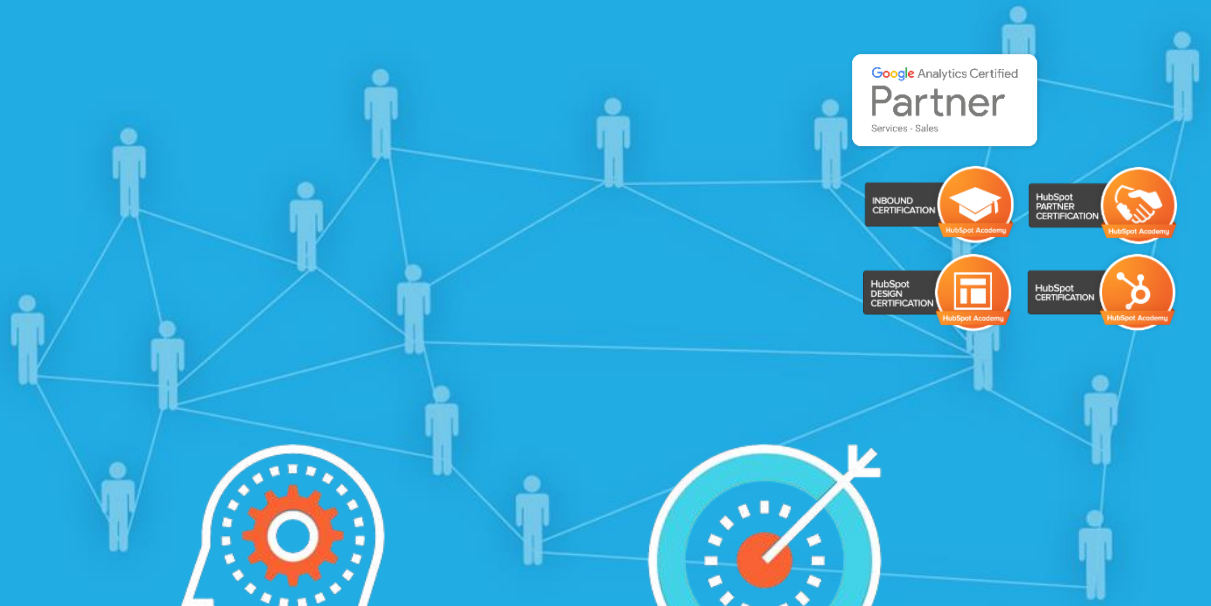 Google Analytics Certified
Partner
Services - Sales
INBOUND
CERTIFICATION
HubSpot Academy
HubSpot
PARTNER
CERTIFICATION
HubSpot Academy
HubSpot
DESIGN
CERTIFICATION
HubSpot Academy
HubSpot
CERTIFICATION
HubSpot Academy